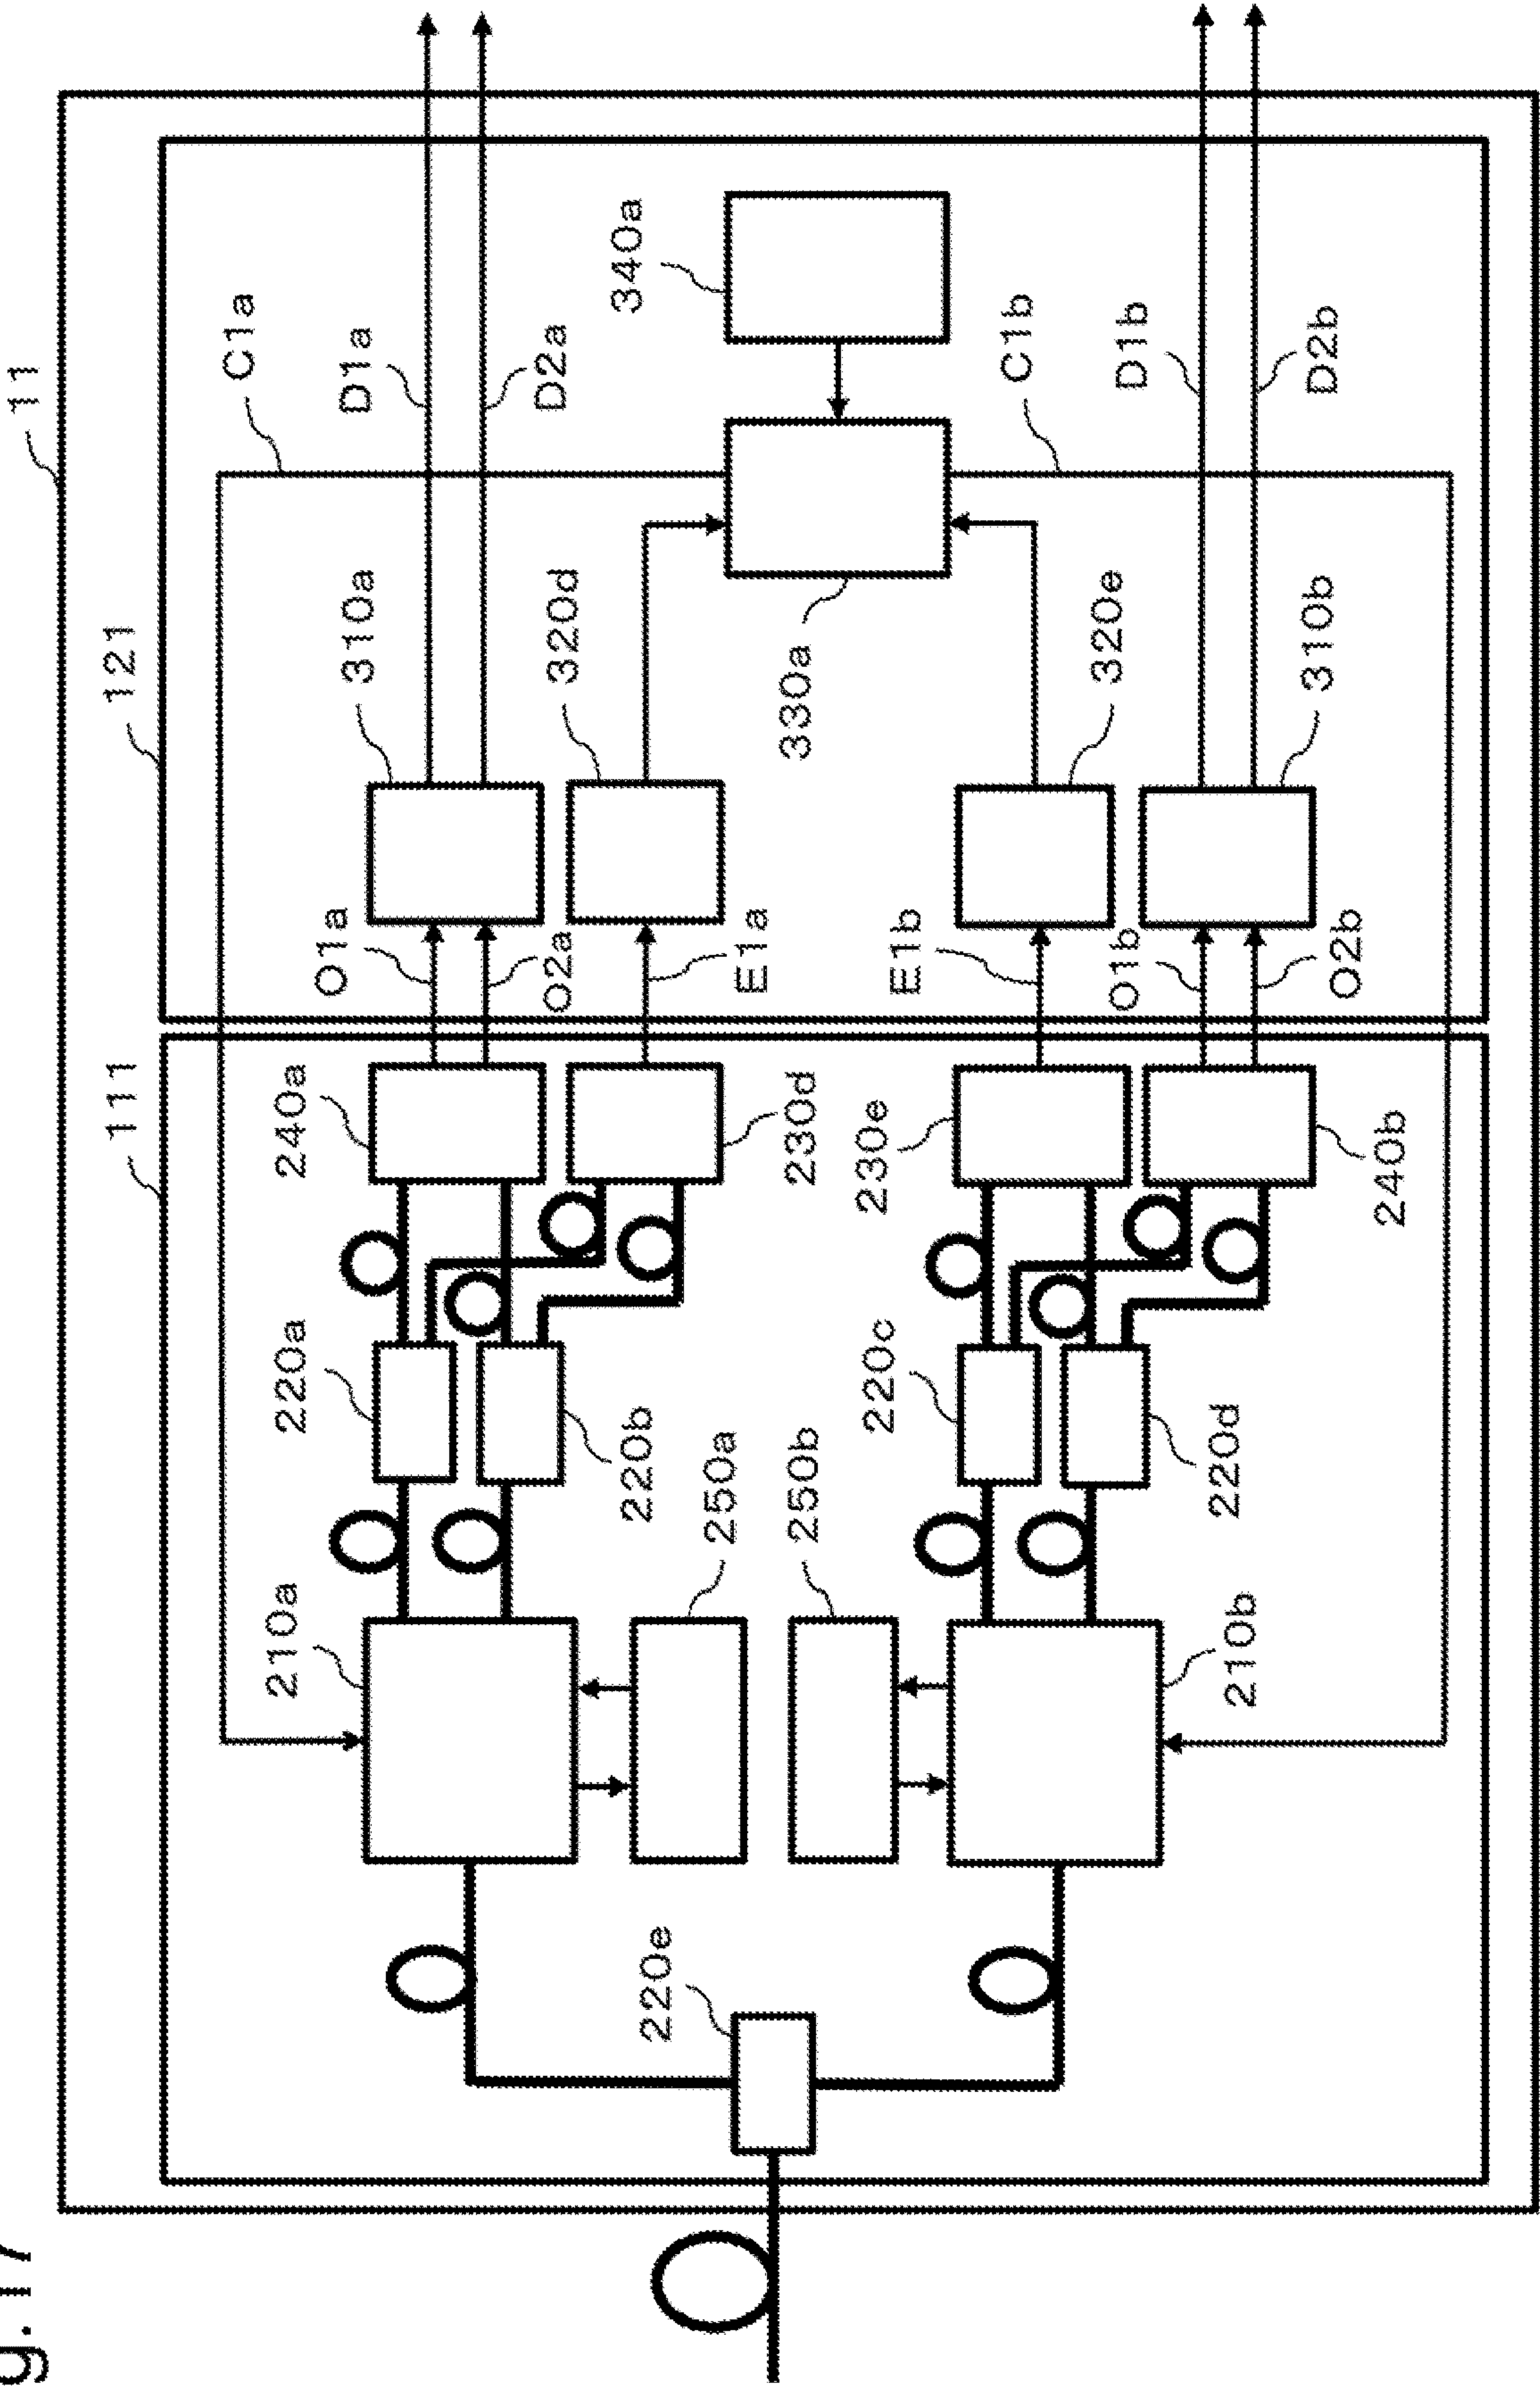 g.17
11
111
121
C1a
D1a
D2a
340a
C1b
D1b
D2b
310a
320d
330a
320e
310b
O1a
O2a
E1a
E1b
O1b
O2b
240a
230d
230e
240b
220a
220b
220c
220d
250a
250b
210a
210b
220e